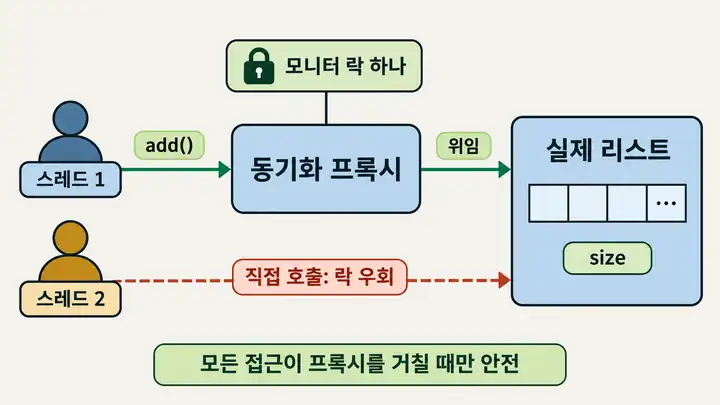 모니터 락 하나
스레드 1
add()
동기화 프록시
위임
실제 리스트
...
size
스레드 2
직접 호출: 락 우회
모든 접근이 프록시를 거칠 때만 안전